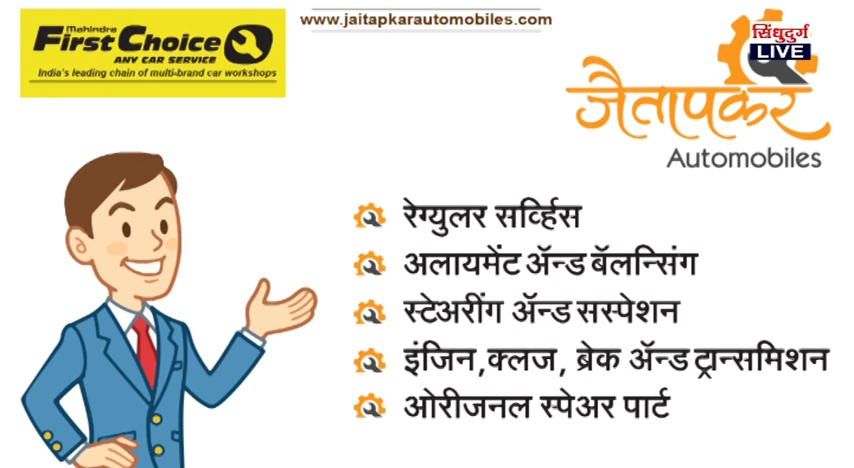 Mahindra
First Choice
ANY CAR SERVICE
India's leading chain of multi-brand car workshops
www.jaitapkarautomobiles.com
सिंधुदुर्ग
LIVE
जैतापकर
Automobiles
रेग्युलर सर्व्हिस
अलायमेंट ॲन्ड बॅलन्सिंग
स्टेअरींग ॲन्ड सस्पेशन
इंजिन,क्लज, ब्रेक ॲन्ड ट्रान्समिशन
ओरीजनल स्पेअर पार्ट